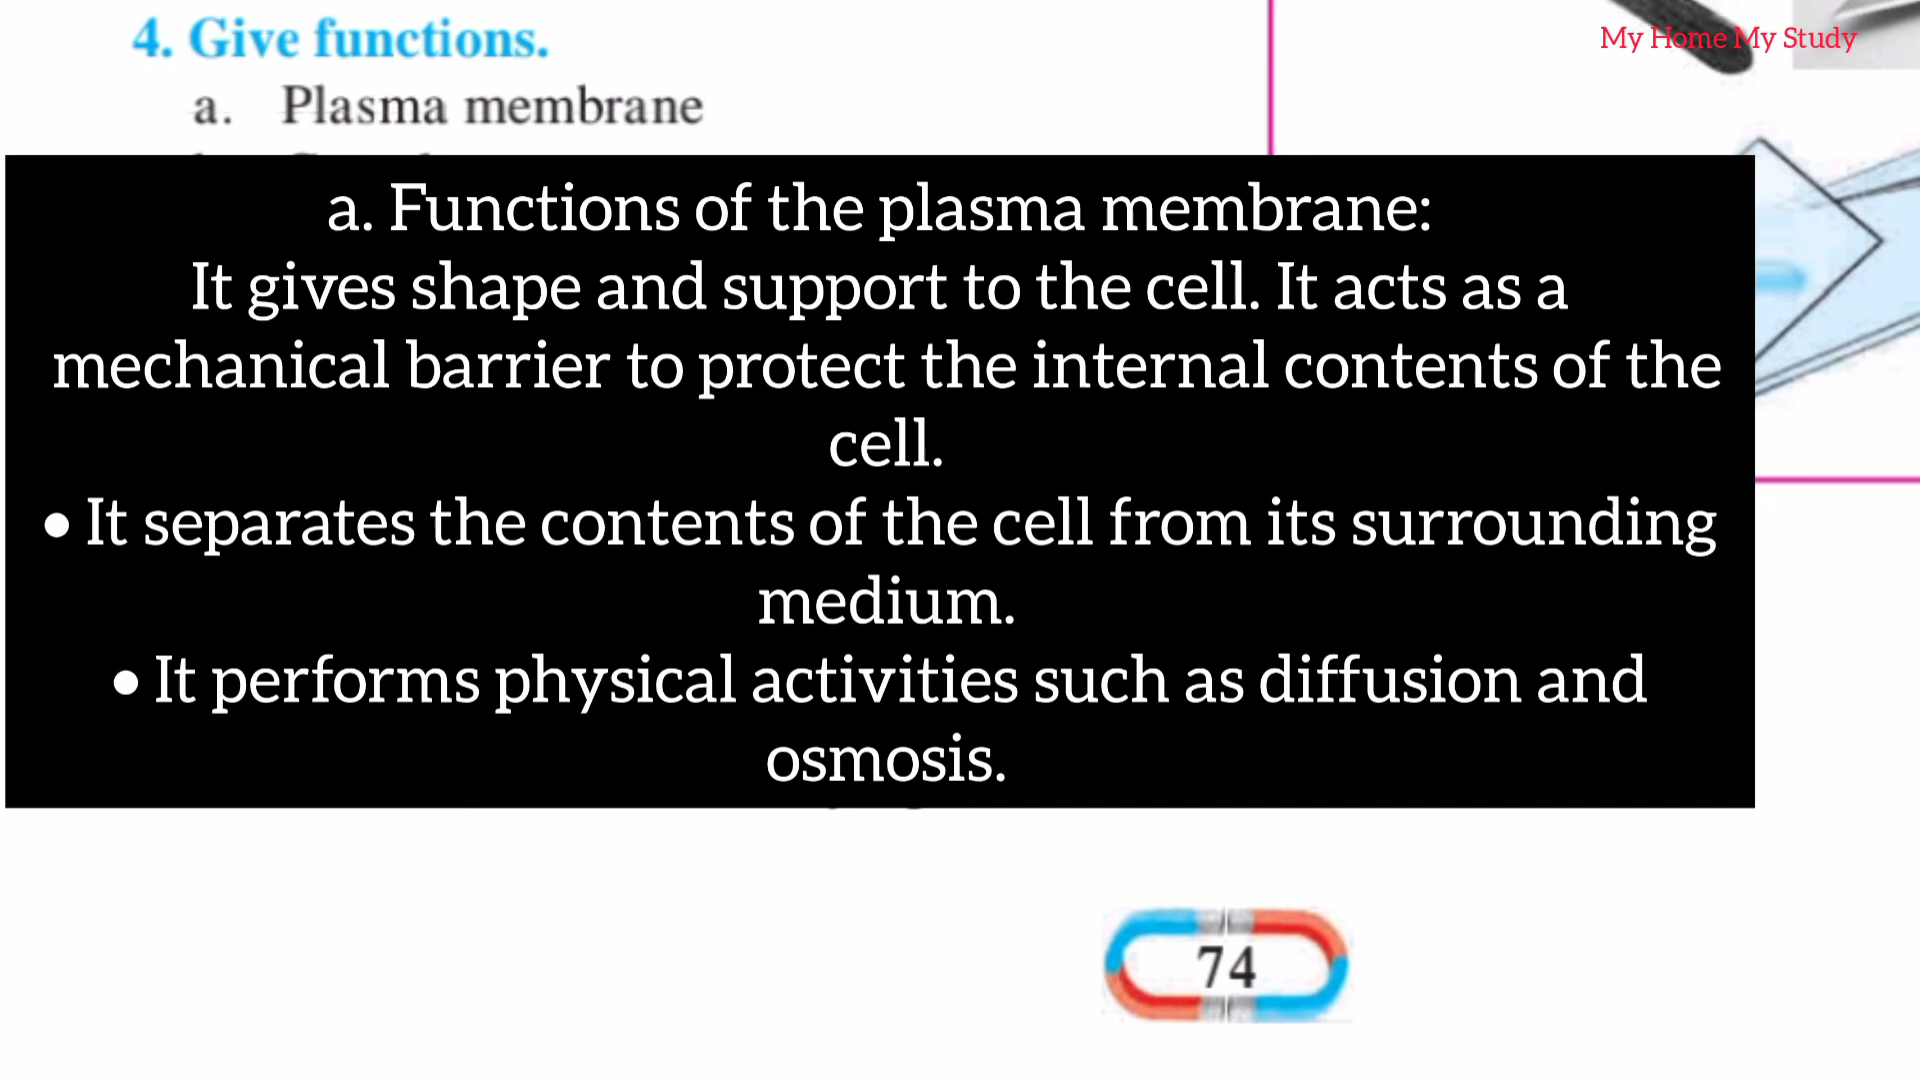 4. Give functions.
My Home My Study
a. Plasma membrane
a. Functions of the plasma membrane:
It gives shape and support to the cell. It acts as a
mechanical barrier to protect the internal contents of the
cell.
• It separates the contents of the cell from its surrounding
medium.
• It performs physical activities such as diffusion and
osmosis.
74